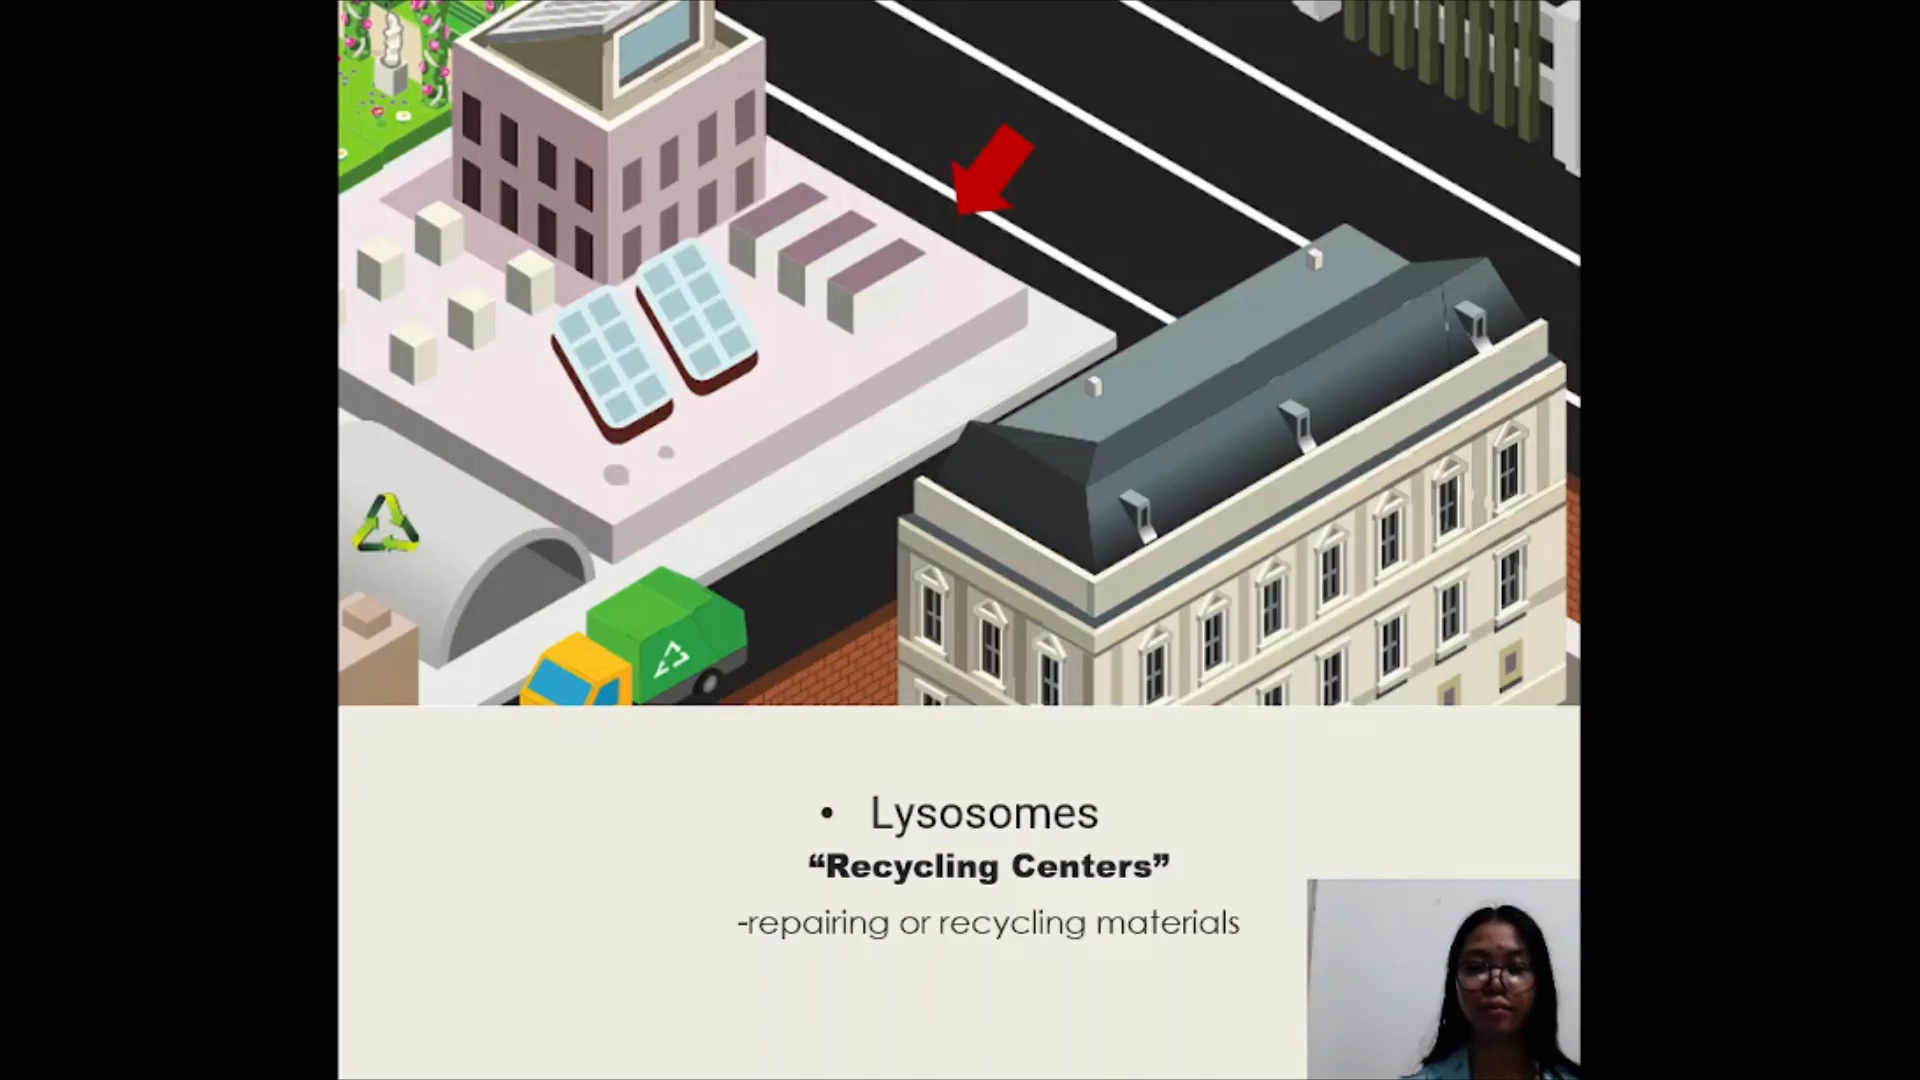 • Lysosomes
“Recycling Centers”
-repairing or recycling materials